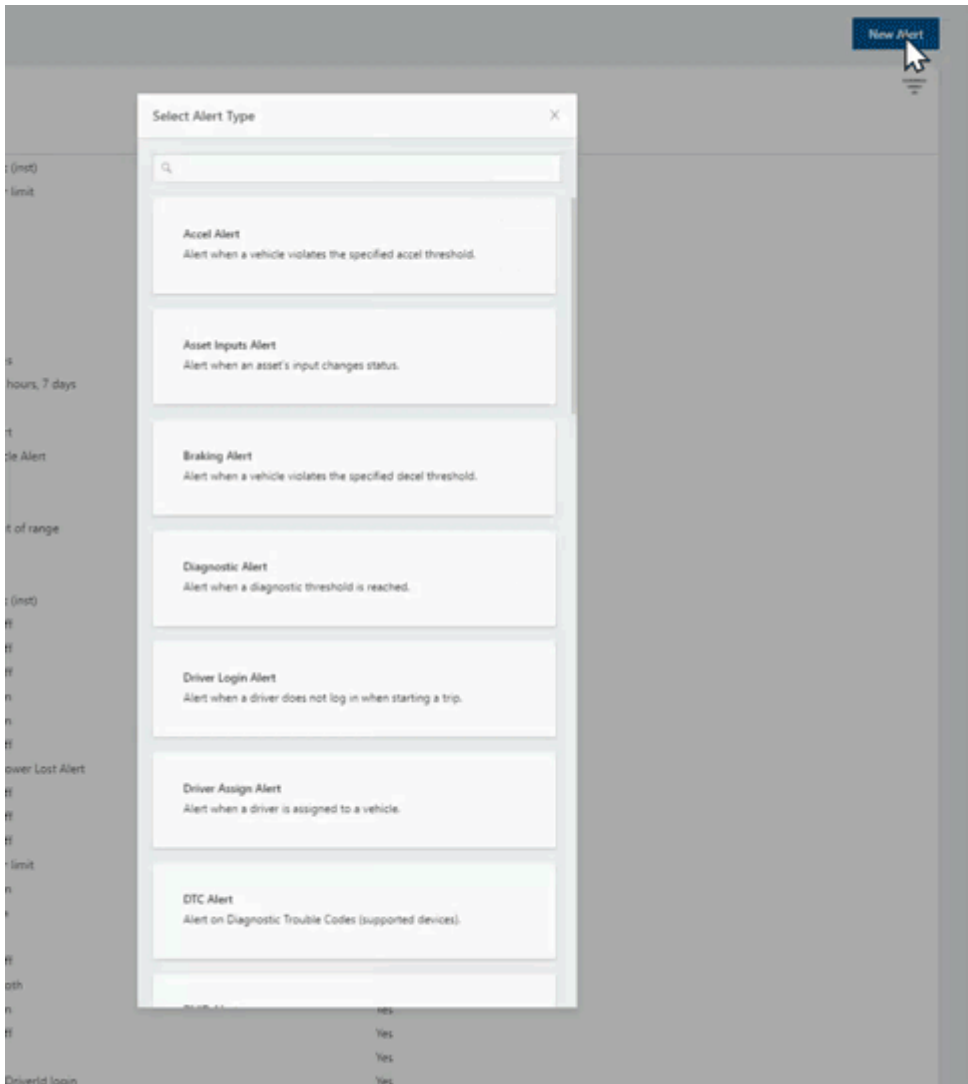 New Alert
Select Alert Type
(inst)
limit
Accel Alert
Alert when a vehicle violates the specified accel threshold.
Asset Inputs Alert
Alert when an asset's input changes status.
hours, 7 days
Braking Alert
Alert when a vehicle violates the specified decel threshold.
cle Alert
t of range
Diagnostic Alert
Alert when a diagnostic threshold is reached.
(inst)
Driver Login Alert
Alert when a driver does not log in when starting a trip.
ower Lost Alert
Driver Assign Alert
Alert when a driver is assigned to a vehicle.
limit
DTC Alert
Alert on Diagnostic Trouble Codes (supported devices).
oth
Yes
Yes
Yes
DriverId login
Yes